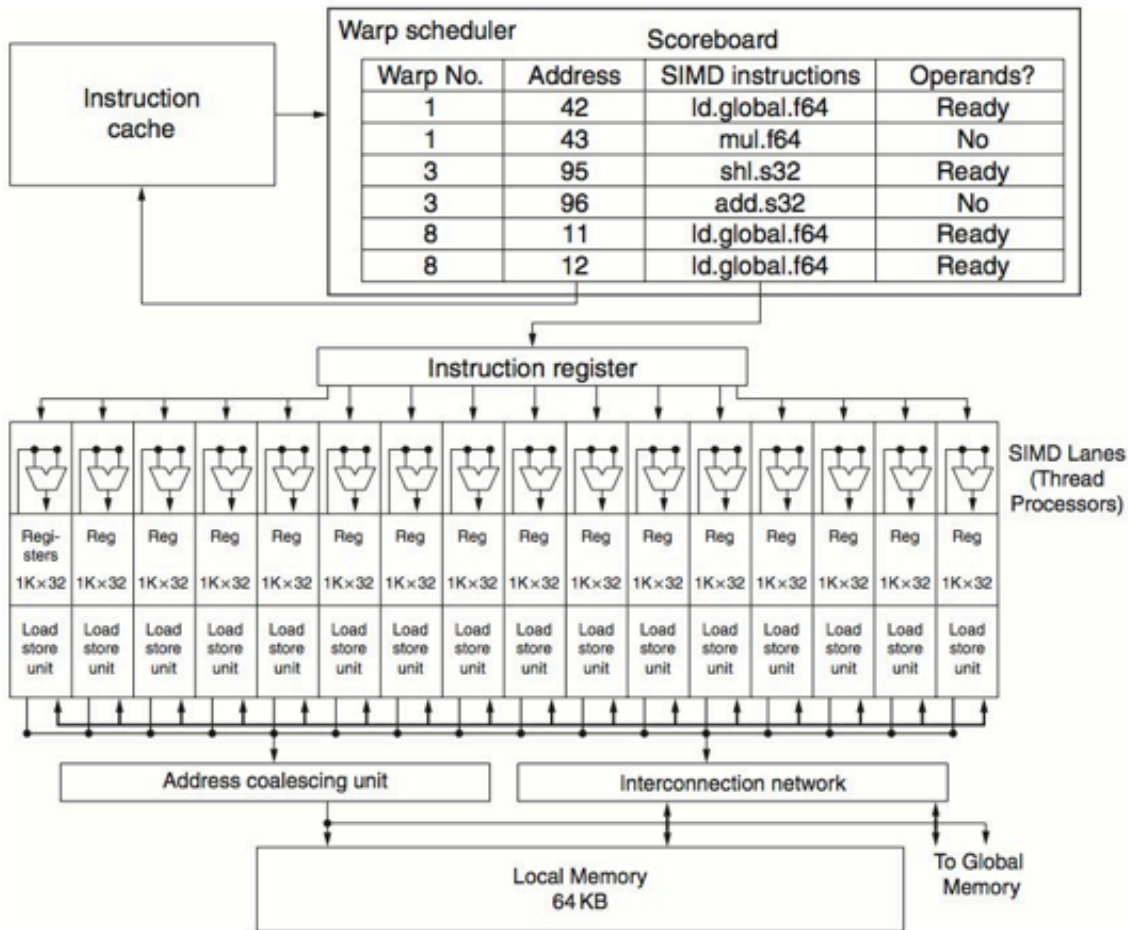 Warp scheduler
Scoreboard
Warp No. Address SIMD instructions Operands?
1 42 ld.global.f64 Ready
1 43 mul.f64 No
3 95 shl.s32 Ready
3 96 add.s32 No
8 11 ld.global.f64 Ready
8 12 ld.global.f64 Ready
Instruction
cache
Instruction register
SIMD Lanes
(Thread
Processors)
Regi-
sters Reg Reg Reg Reg Reg Reg Reg Reg Reg Reg Reg Reg Reg Reg Reg
1K×32 1K×32 1K×32 1K×32 1K×32 1K×32 1K×32 1K×32 1K×32 1K×32 1K×32 1K×32 1K×32 1K×32 1K×32 1K×32
Load Load Load Load Load Load Load Load Load Load Load Load Load Load Load Load
store store store store store store store store store store store store store store store store
unit unit unit unit unit unit unit unit unit unit unit unit unit unit unit unit
Address coalescing unit
Interconnection network
Local Memory
64 KB
To Global
Memory